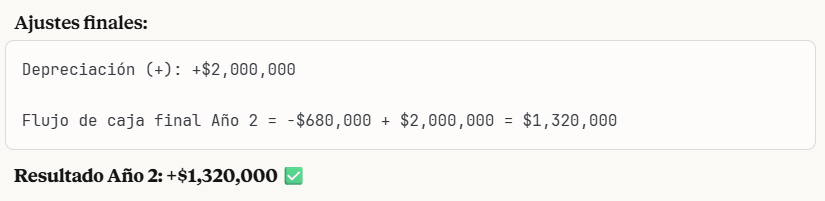 Ajustes finales:
Depreciación (+): +$2,000,000
Flujo de caja final Año 2 = -$680,000 + $2,000,000 = $1,320,000
Resultado Año 2: +$1,320,000 ✅